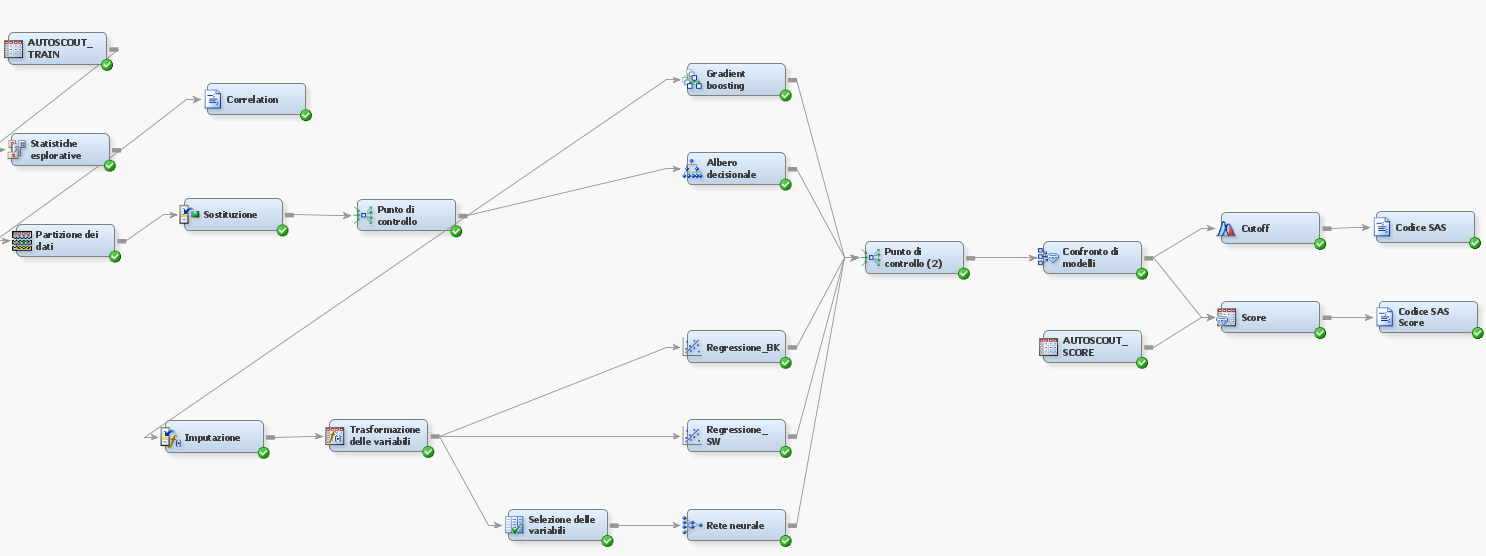 AUTOSCOUT_
TRAIN
Correlation
Statistiche
esplorative
Partizione dei
dati
Sostituzione
Punto di
controllo
Gradient
boosting
Albero
decisionale
Punto di
controllo (2)
Confronto di
modelli
Cutoff
Codice SAS
Score
Codice SAS
Score
AUTOSCOUT_
SCORE
Regressione_BK
Imputazione
Trasformazione
delle variabili
Regressione_
SW
Selezione delle
variabili
Rete neurale